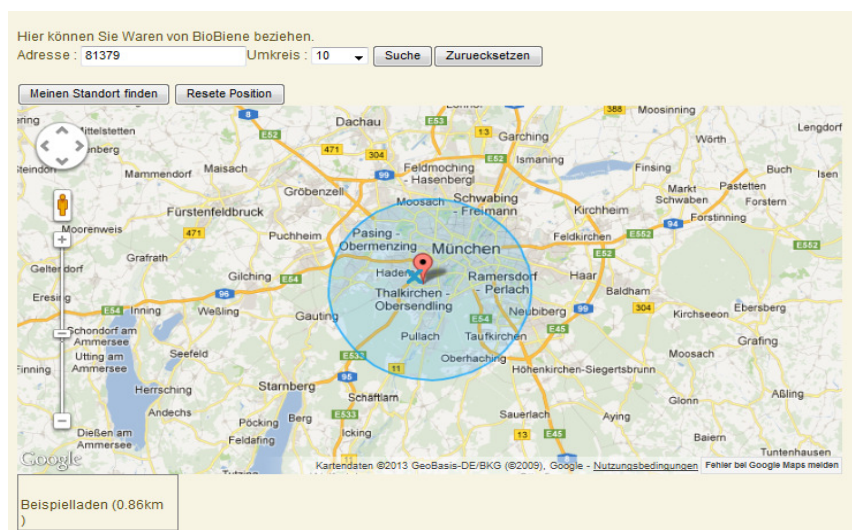 Hier können Sie Waren von BioBiene beziehen.
Adresse : 81379 Umkreis : 10 Suche Zuruecksetzen
Meinen Standort finden Resete Position
8 Dachau E53 388 Moosinning
E52 13 Garching Lengdorf
471 304 E52 Ismaning Wörth
Mammendorf Maisach 99 Feldmoching - Hasenbergl Finsing Buch Isen
Gröbenzell Markt Schwaben Pastetten
Moosach Schwabing - Freimann Forstern
Fürstenfeldbruck Kirchheim Forstinning
Moorenweis 471 Puchheim Pasing - Obermenzing 94
München Feldkirchen E552 E552
Grafrath E52
Gilching E54 Ramersdorf - Perlach Haar
96 Thalkirchen - Obersendling Baldham
E54 Inning Weßling Gauting E54 Neubiberg 99 304 Kirchseeon Ebersberg
Schondorf am Ammersee Pullach Taufkirchen E45 Grafing
Utting am Ammersee Seefeld E533 Oberhaching Moosach
11 Höhenkirchen-Siegertsbrunn
95
Herrsching Starnberg Schäftlarn Glonn Aßling
Andechs Pöcking Berg E533 Sauerlach Aying
Dießen am Ammersee Feldafing Icking 13 E45 Baiern
Tuntenhausen
Google Kartendaten ©2013 GeoBasis-DE/BKG (©2009), Google - Nutzungsbedingungen Fehler bei Google Maps melden
Beispielladen (0.86km
)